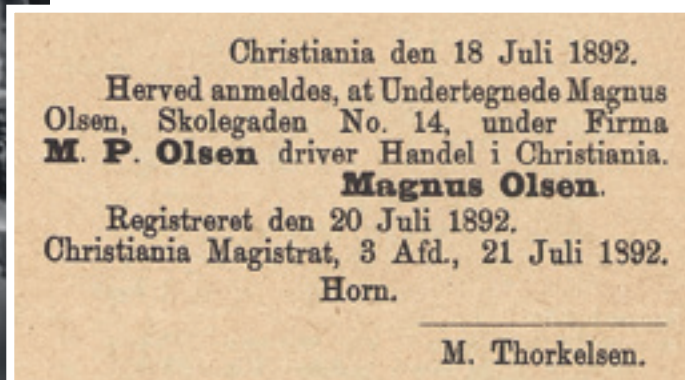 Christiania den 18 Juli 1892.
Herved anmeldes, at Undertegnede Magnus
Olsen, Skolegaden No. 14, under Firma
M. P. Olsen driver Handel i Christiania.
Magnus Olsen.
Registreret den 20 Juli 1892.
Christiania Magistrat, 3 Afd., 21 Juli 1892.
Horn.
M. Thorkelsen.